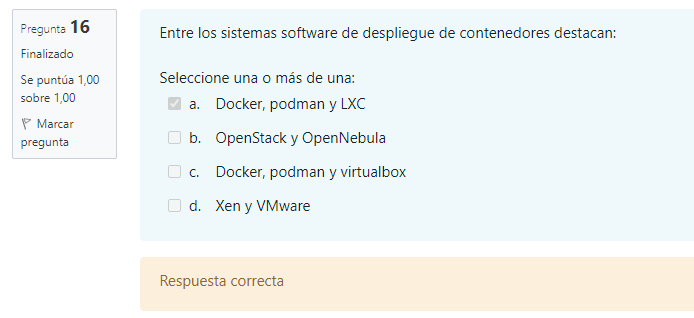 Pregunta 16
Finalizado
Se puntúa 1,00
sobre 1,00
Marcar
pregunta
Entre los sistemas software de despliegue de contenedores destacan:
Seleccione una o más de una:
a. Docker, podman y LXC
b. OpenStack y OpenNebula
c. Docker, podman y virtualbox
d. Xen y VMware
Respuesta correcta